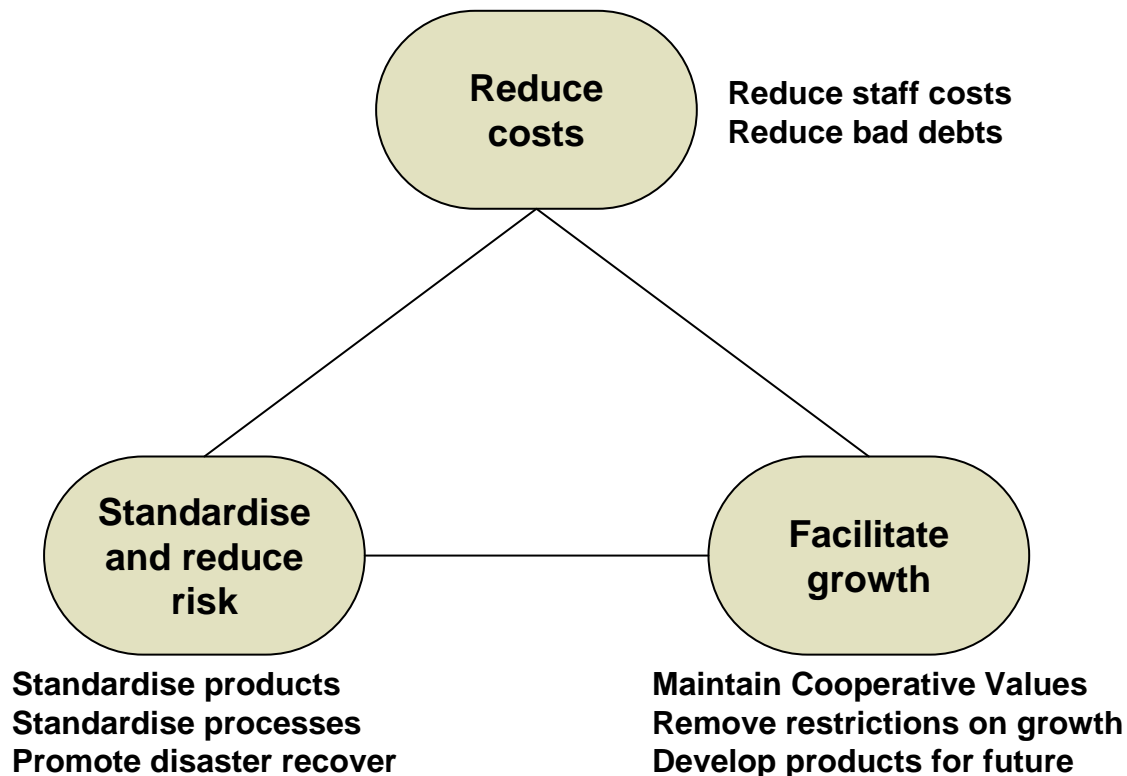 Reduce
costs
Reduce staff costs
Reduce bad debts
Standardise
and reduce
risk
Facilitate
growth
Standardise products
Standardise processes
Promote disaster recover
Maintain Cooperative Values
Remove restrictions on growth
Develop products for future